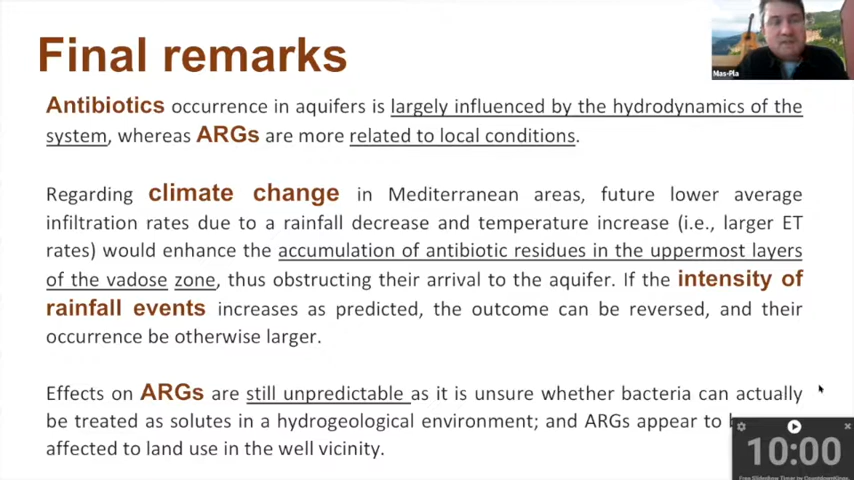 Final remarks
Mas-Pla
Antibiotics occurrence in aquifers is largely influenced by the hydrodynamics of the
system, whereas ARGs are more related to local conditions.
Regarding climate change in Mediterranean areas, future lower average
infiltration rates due to a rainfall decrease and temperature increase (i.e., larger ET
rates) would enhance the accumulation of antibiotic residues in the uppermost layers
of the vadose zone, thus obstructing their arrival to the aquifer. If the intensity of
rainfall events increases as predicted, the outcome can be reversed, and their
occurrence be otherwise larger.
Effects on ARGs are still unpredictable as it is unsure whether bacteria can actually
be treated as solutes in a hydrogeological environment; and ARGs appear to
affected to land use in the well vicinity.
10:00
Free Slideshow Timer by